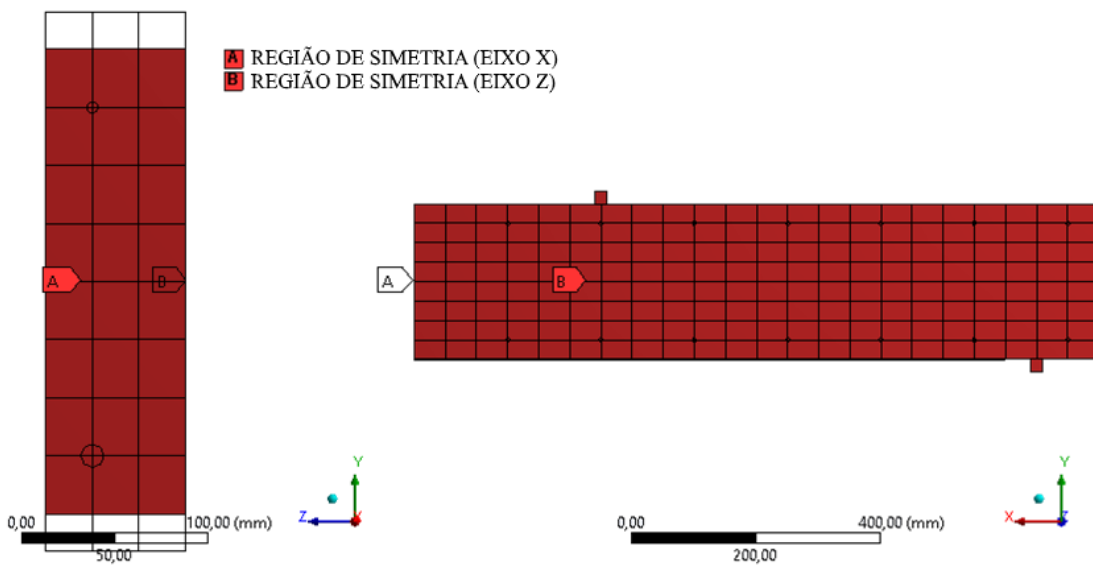 A REGIÃO DE SIMETRIA (EIXO X)
B REGIÃO DE SIMETRIA (EIXO Z)
A
B
A
B
Y
Z
X
0,00
100,00 (mm)
50,00
Y
X
Z
0,00
400,00 (mm)
200,00